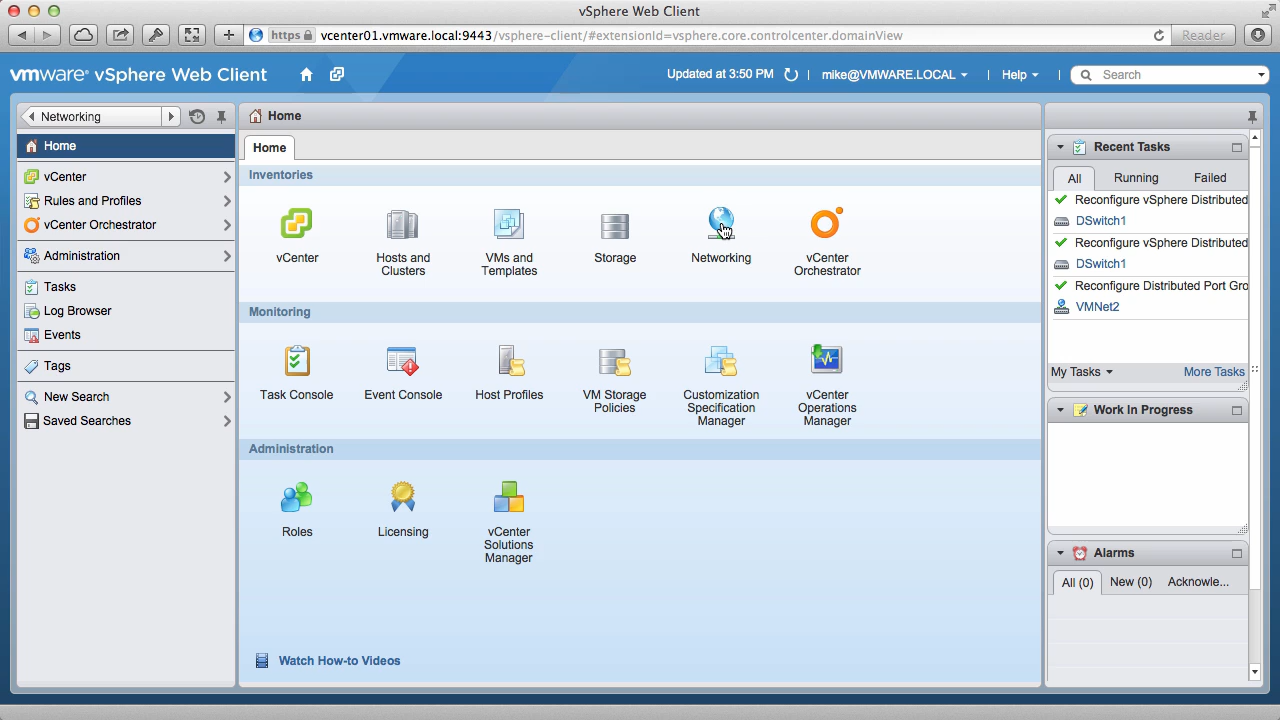 vSphere Web Client
https vcenter01.vmware.local:9443/vsphere-client/#extensionId=vsphere.core.controlcenter.domainView Reader
vmware® vSphere Web Client Updated at 3:50 PM mike@VMWARE.LOCAL Help Search
Networking
Home
vCenter
Rules and Profiles
vCenter Orchestrator
Administration
Tasks
Log Browser
Events
Tags
New Search
Saved Searches
Home
Home
Inventories
vCenter
Hosts and
Clusters
VMs and
Templates
Storage
Networking
vCenter
Orchestrator
Monitoring
Task Console
Event Console
Host Profiles
VM Storage
Policies
Customization
Specification
Manager
vCenter
Operations
Manager
Administration
Roles
Licensing
vCenter
Solutions
Manager
Watch How-to Videos
Recent Tasks
All Running Failed
Reconfigure vSphere Distributed
DSwitch1
Reconfigure vSphere Distributed
DSwitch1
Reconfigure Distributed Port Gro
VMNet2
My Tasks More Tasks
Work In Progress
Alarms
All (0) New (0) Acknowle...